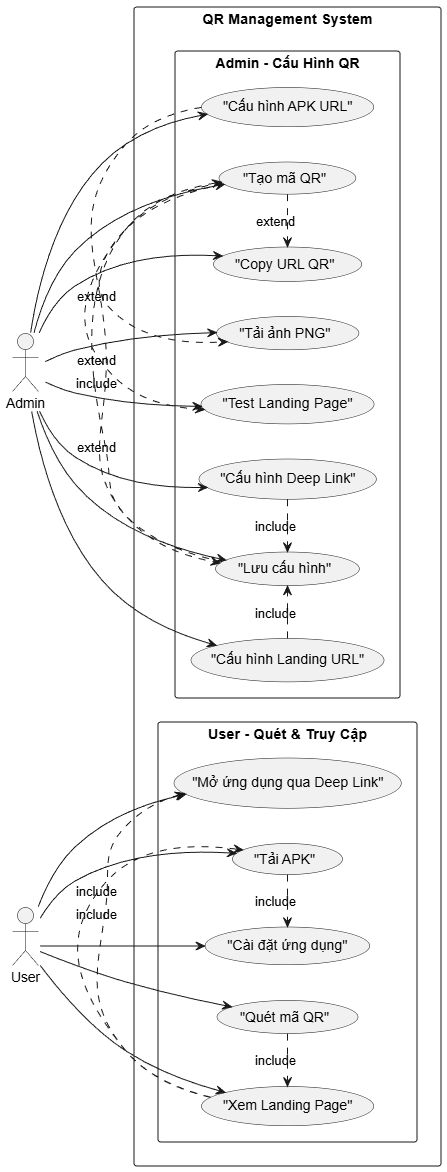 QR Management System
Admin - Cấu Hình QR
"Cấu hình APK URL"
"Tạo mã QR"
extend
"Copy URL QR"
extend
"Tải ảnh PNG"
extend
include
Admin
"Test Landing Page"
extend
"Cấu hình Deep Link"
include
"Lưu cấu hình"
include
"Cấu hình Landing URL"
User - Quét & Truy Cập
"Mở ứng dụng qua Deep Link"
"Tải APK"
include
include
include
"Cài đặt ứng dụng"
User
"Quét mã QR"
include
"Xem Landing Page"